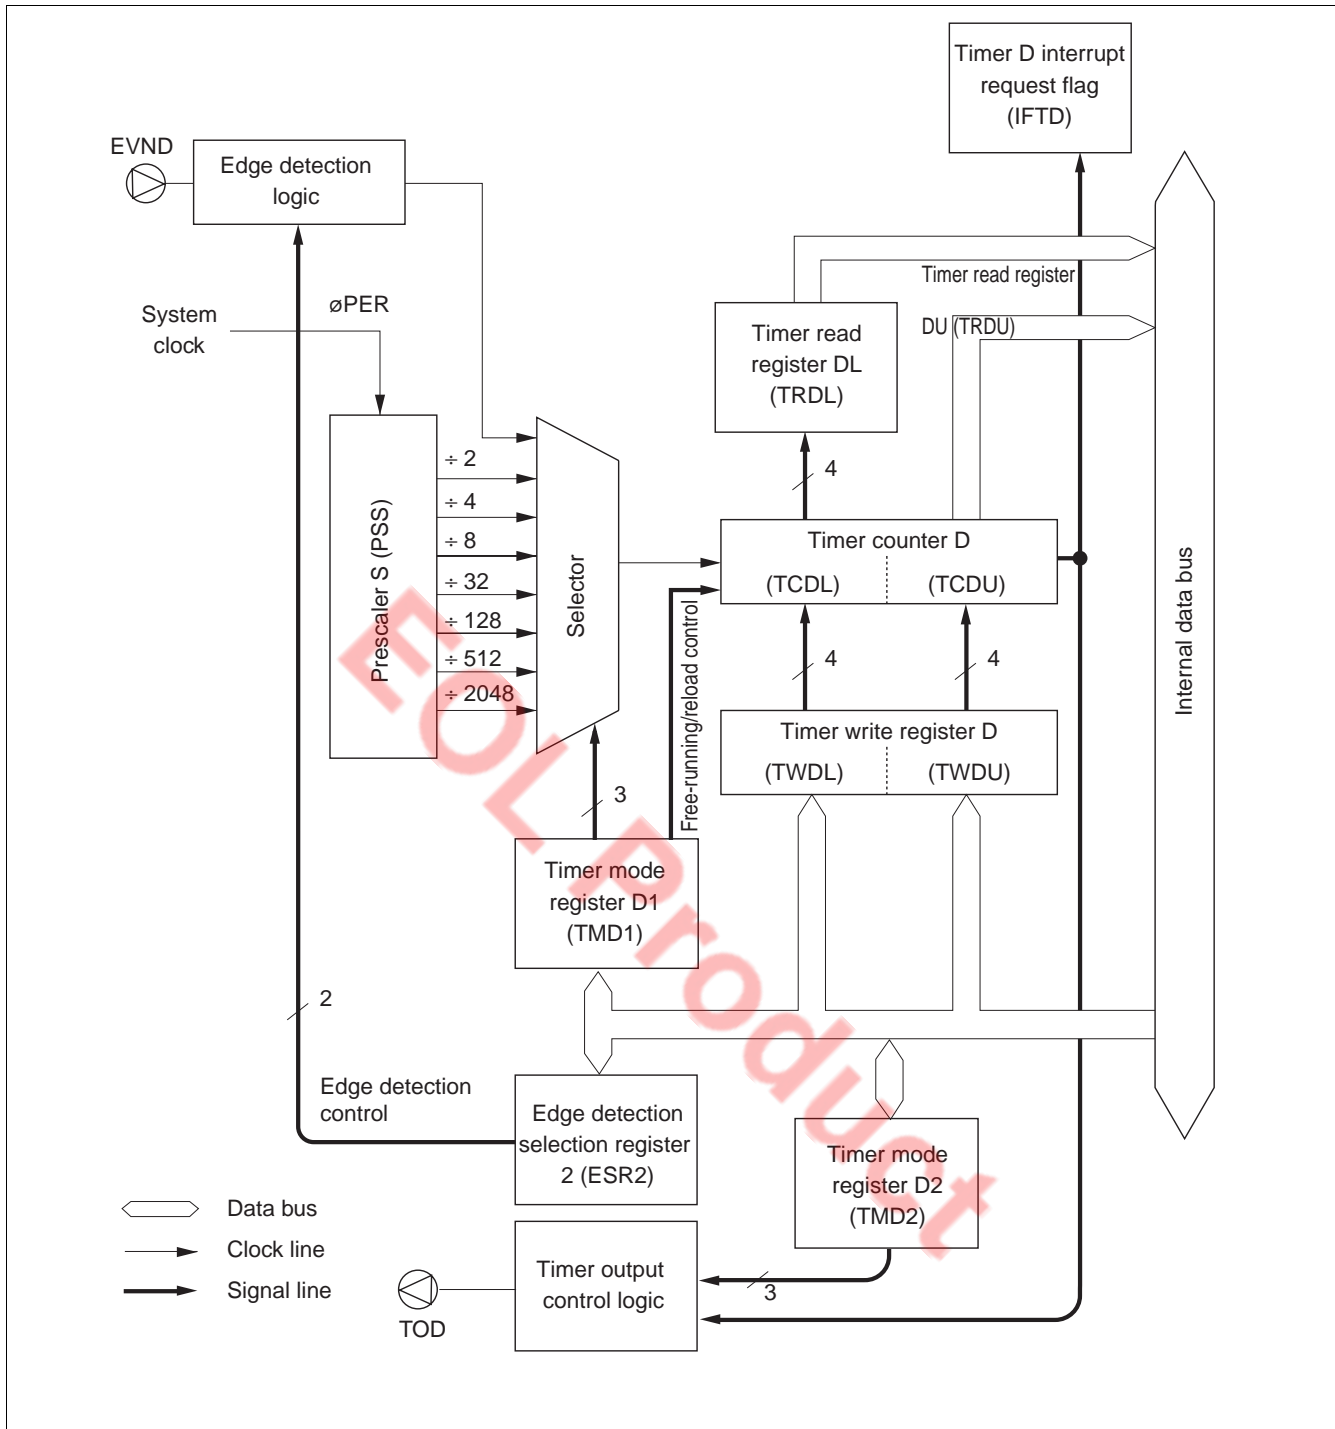 Timer D interrupt
request flag
(IFTD)
EVND
Edge detection
logic
Timer read register
øPER
System
clock
DU (TRDU)
Timer read
register DL
(TRDL)
÷ 2
÷ 4
÷ 8
÷ 32
÷ 128
÷ 512
÷ 2048
Prescaler S (PSS)
Selector
4
Timer counter D
(TCDL)
(TCDU)
Free-running/reload control
4
4
Timer write register D
(TWDL)
(TWDU)
Internal data bus
3
Timer mode
register D1
(TMD1)
2
Edge detection
control
Edge detection
selection register
2 (ESR2)
Timer mode
register D2
(TMD2)
Data bus
Clock line
Signal line
Timer output
control logic
3
TOD
EOL Product